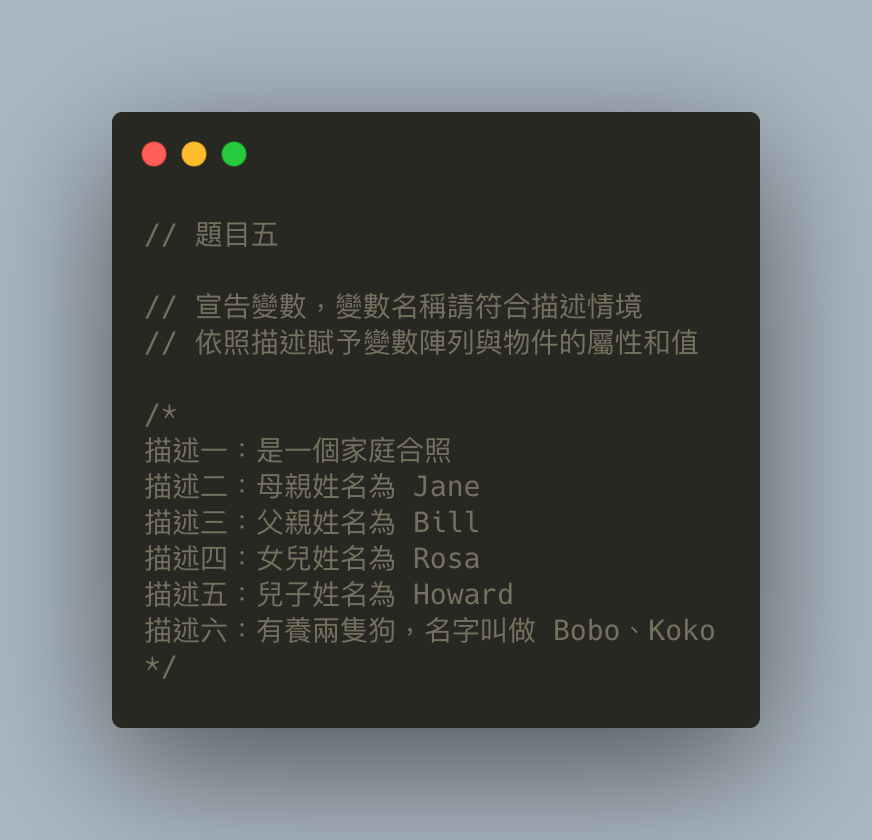 // 題目五
// 宣告變數，變數名稱請符合描述情境
// 依照描述賦予變數陣列與物件的屬性和值
/*
描述一：是一個家庭合照
描述二：母親姓名為 Jane
描述三：父親姓名為 Bill
描述四：女兒姓名為 Rosa
描述五：兒子姓名為 Howard
描述六：有養兩隻狗，名字叫做 Bobo、Koko
*/